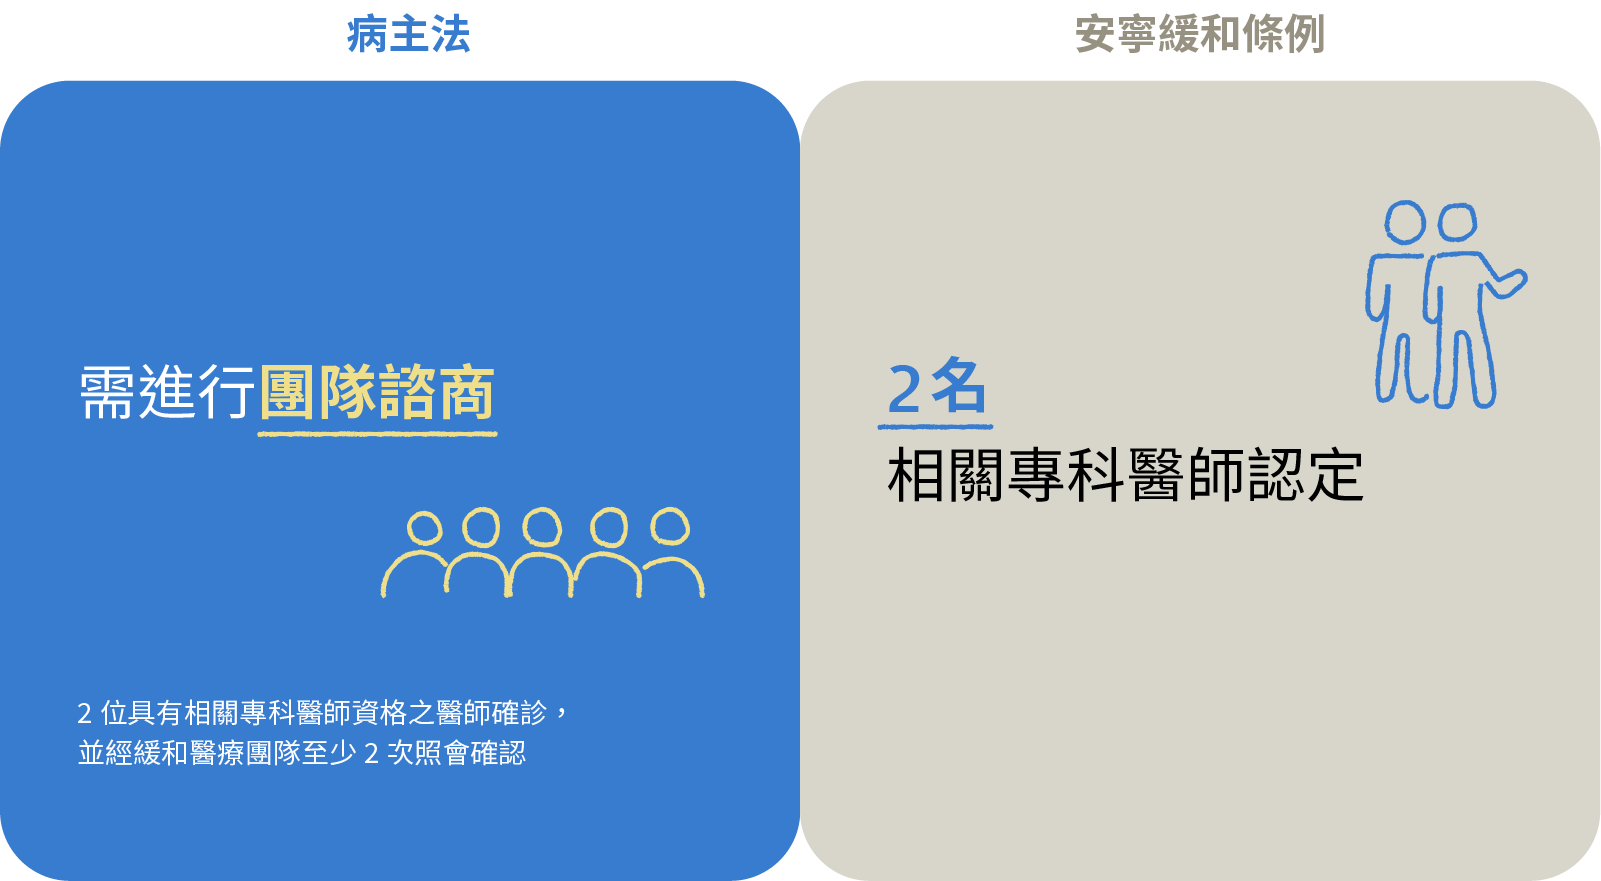 病主法
需進行團隊諮商
2 位具有相關專科醫師資格之醫師確診，
並經緩和醫療團隊至少 2 次照會確認
安寧緩和條例
2 名
相關專科醫師認定